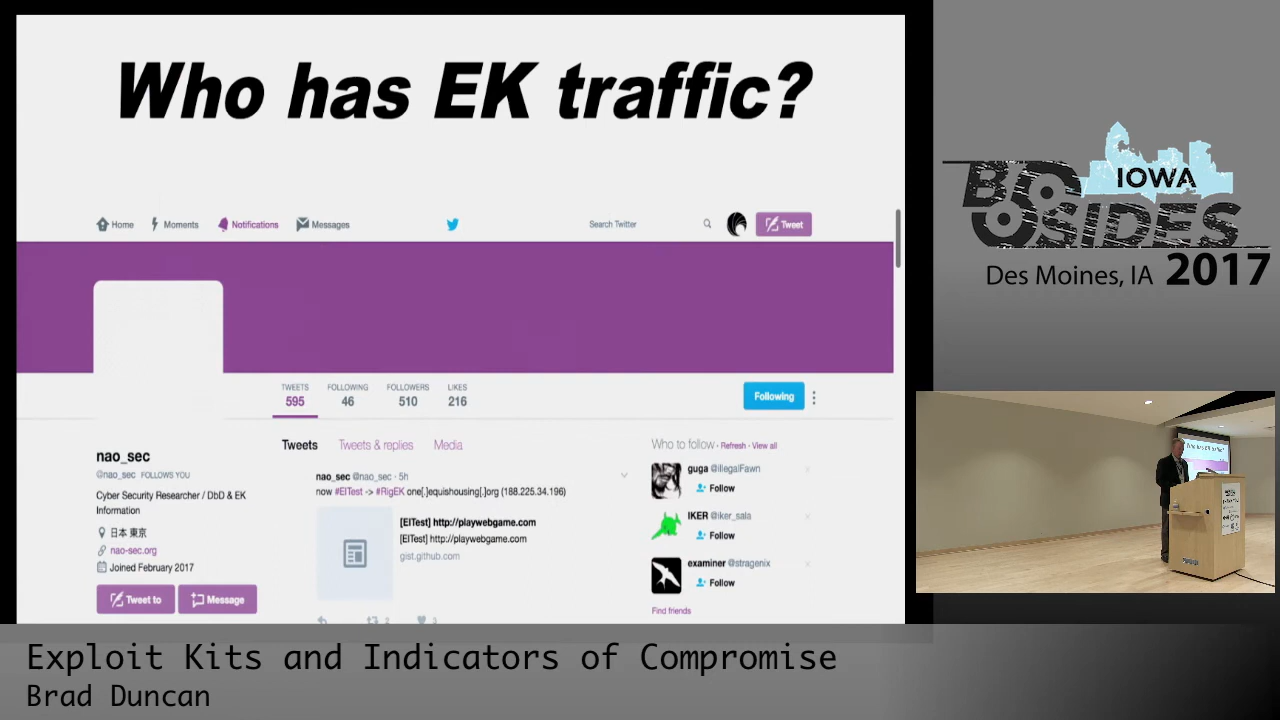 Who has EK traffic?
Home Moments Notifications Messages Search Twitter Tweet
TWEETS FOLLOWING FOLLOWERS LIKES
595 46 510 216
Following
nao_sec
@nao_sec FOLLOWS YOU
Cyber Security Researcher / DbD & EK
Information
日本 東京
nao-sec.org
Joined February 2017
Tweet to Message
Tweets Tweets & replies Media
nao_sec @nao_sec · 5h
now #EITest -> #RigEK one[.]equishousing[.]org (188.225.34.196)
[EITest] http://playwebgame.com
[EITest] http://playwebgame.com
gist.github.com
Who to follow · Refresh · View all
guga @illegalFawn
Follow
IKER @iker_sala
Follow
examiner @stragenix
Follow
Find friends
IOWA
BSIDES
Des Moines, IA 2017
Who has EK traffic?
Exploit Kits and Indicators of Compromise
Brad Duncan